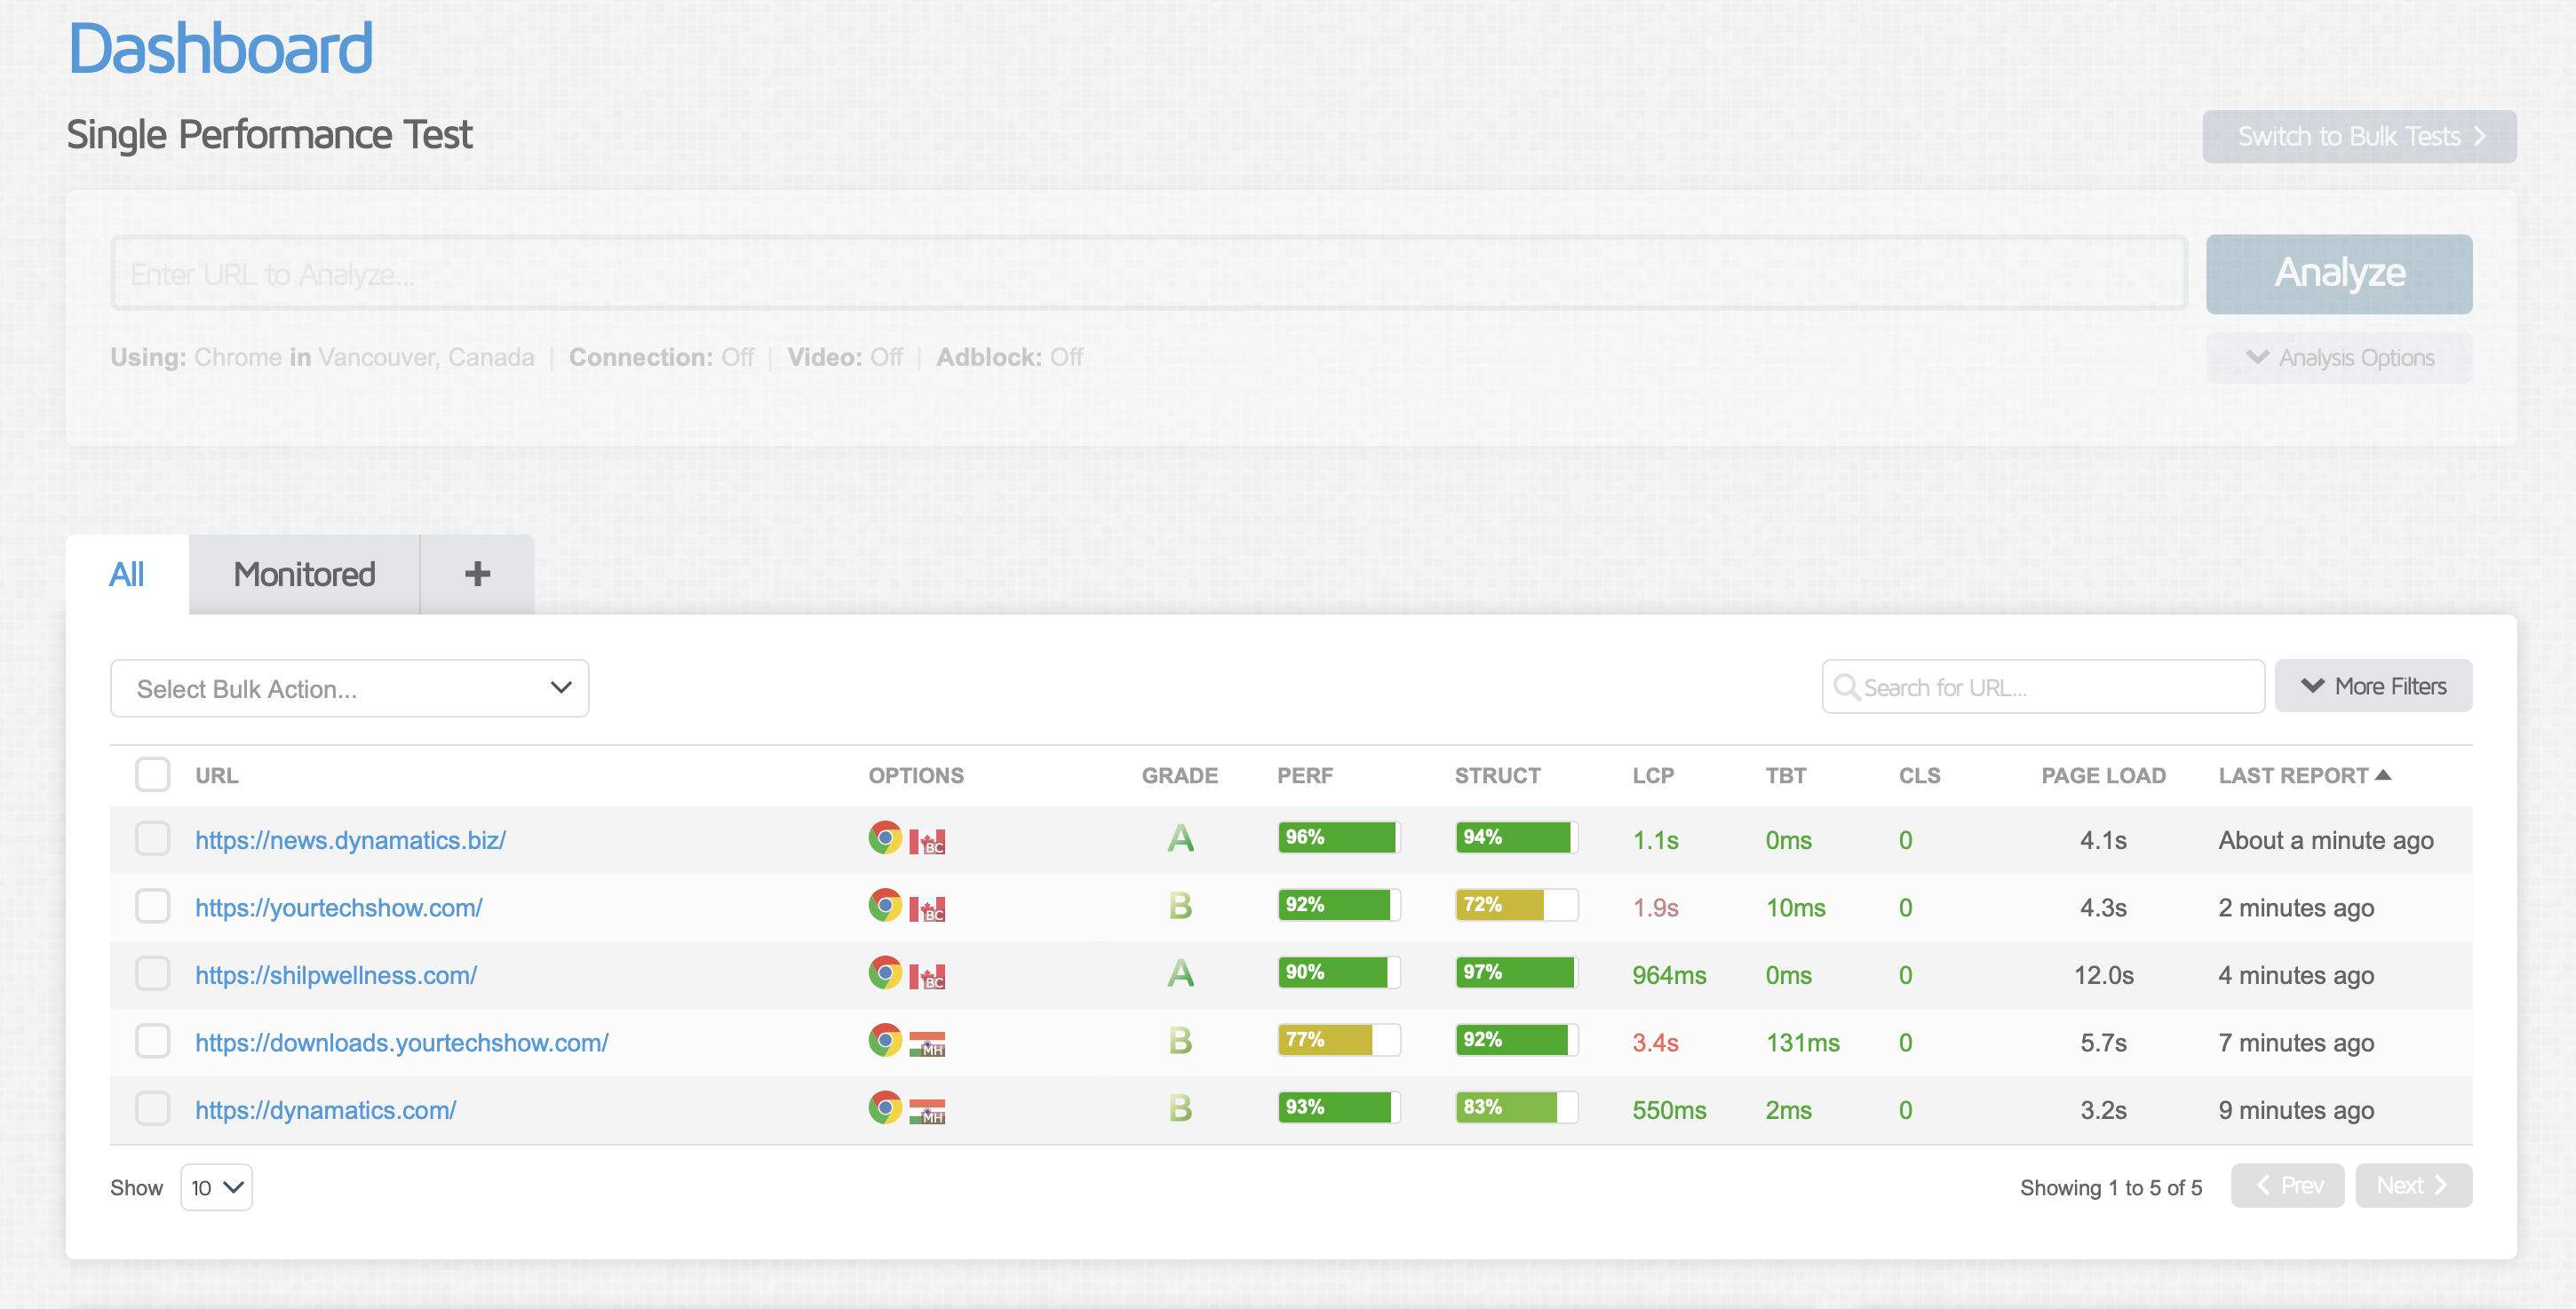 Dashboard
Single Performance Test
Switch to Bulk Tests
Enter URL to Analyze...
Analyze
Using: Chrome in Vancouver, Canada | Connection: Off | Video: Off | Adblock: Off
Analysis Options
All
Monitored
+
Select Bulk Action...
Search for URL...
More Filters
URL OPTIONS GRADE PERF STRUCT LCP TBT CLS PAGE LOAD LAST REPORT
https://news.dynamatics.biz/ BC A 96% 94% 1.1s 0ms 0 4.1s About a minute ago
https://yourtechshow.com/ BC B 92% 72% 1.9s 10ms 0 4.3s 2 minutes ago
https://shilpwellness.com/ BC A 90% 97% 964ms 0ms 0 12.0s 4 minutes ago
https://downloads.yourtechshow.com/ MH B 77% 92% 3.4s 131ms 0 5.7s 7 minutes ago
https://dynamatics.com/ MH B 93% 83% 550ms 2ms 0 3.2s 9 minutes ago
Show 10
Showing 1 to 5 of 5
Prev
Next